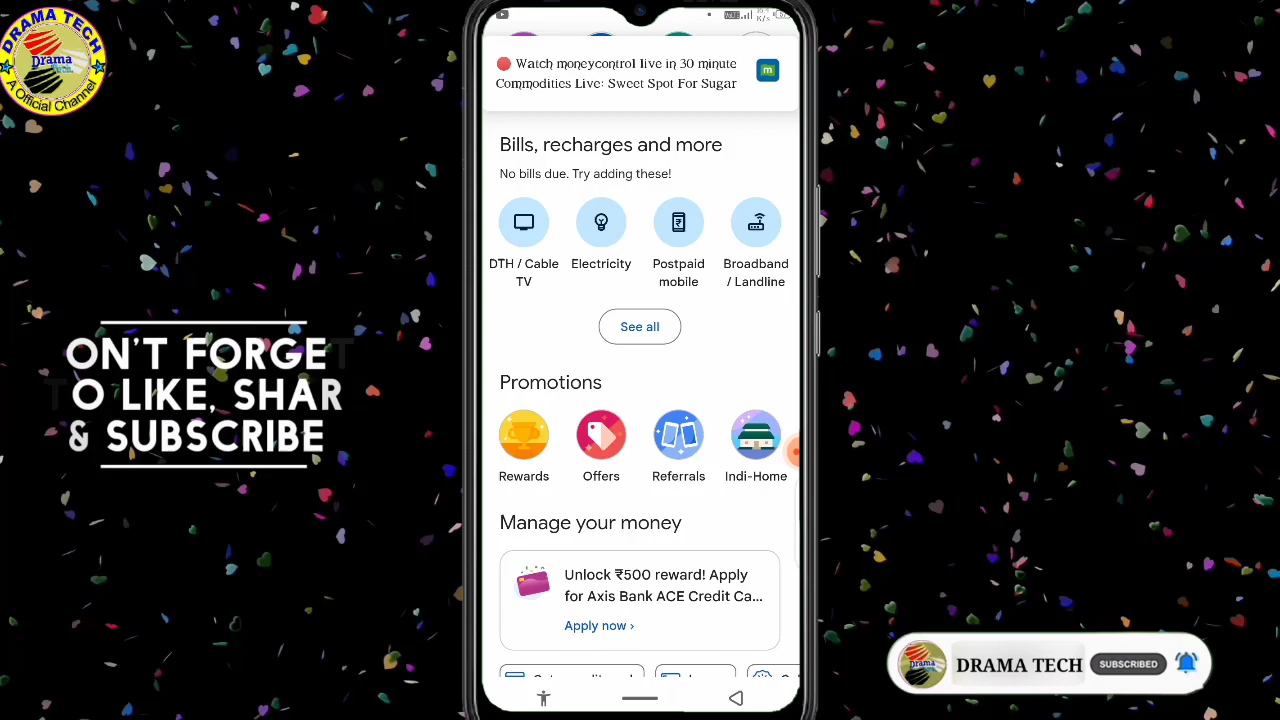 DRAMA TECH
Drama
Tech
A Official Channel
ON'T FORGET
TO LIKE, SHAR
& SUBSCRIBE
Watch moneycontrol live in 30 minute
Commodities Live: Sweet Spot For Sugar
m
Bills, recharges and more
No bills due. Try adding these!
DTH / Cable
TV
Electricity
Postpaid
mobile
Broadband
/ Landline
See all
Promotions
Rewards
Offers
Referrals
Indi-Home
Manage your money
Unlock ₹500 reward! Apply
for Axis Bank ACE Credit Ca...
Apply now ›
Drama
DRAMA TECH
SUBSCRIBED